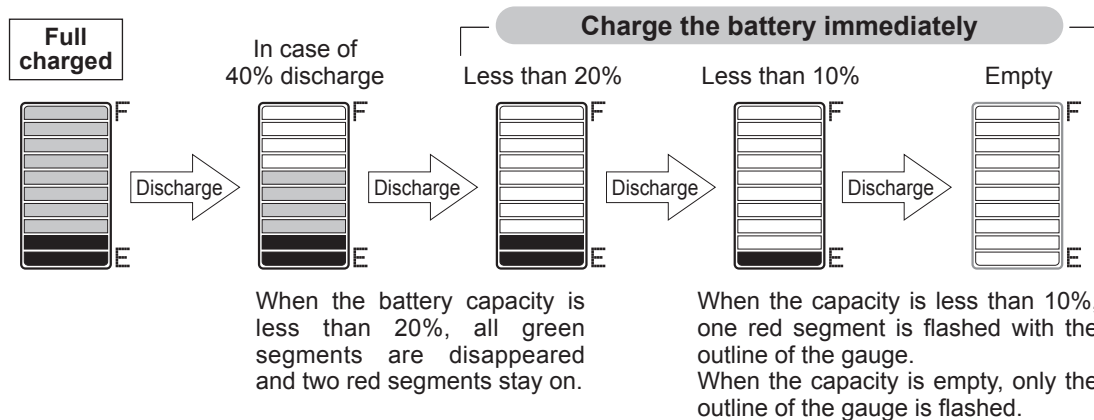 Full
charged
In case of
40% discharge
Charge the battery immediately
Less than 20%
Less than 10%
Empty
F
F
F
F
F
Discharge
Discharge
Discharge
Discharge
E
E
E
E
E
When the battery capacity is
less than 20%, all green
segments are disappeared
and two red segments stay on.
When the capacity is less than 10%,
one red segment is flashed with the
outline of the gauge.
When the capacity is empty, only the
outline of the gauge is flashed.